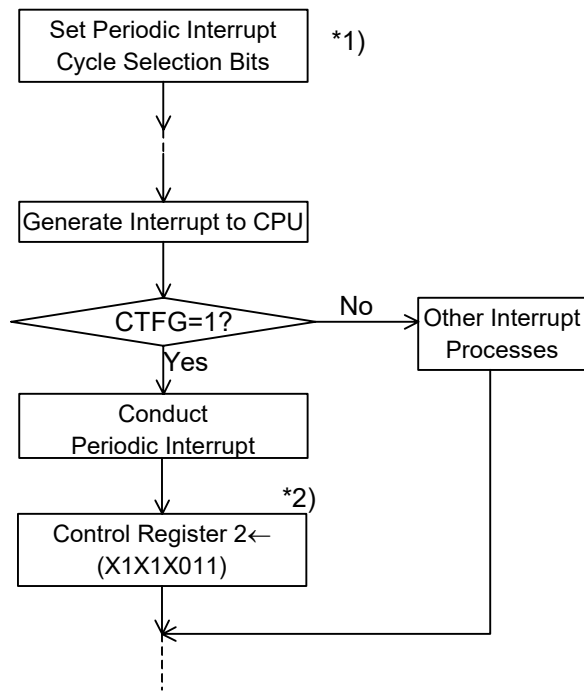 Set Periodic Interrupt
Cycle Selection Bits
*1)
Generate Interrupt to CPU
CTFG=1?
No
Other Interrupt
Processes
Yes
Conduct
Periodic Interrupt
*2)
Control Register 2←
(X1X1X011)